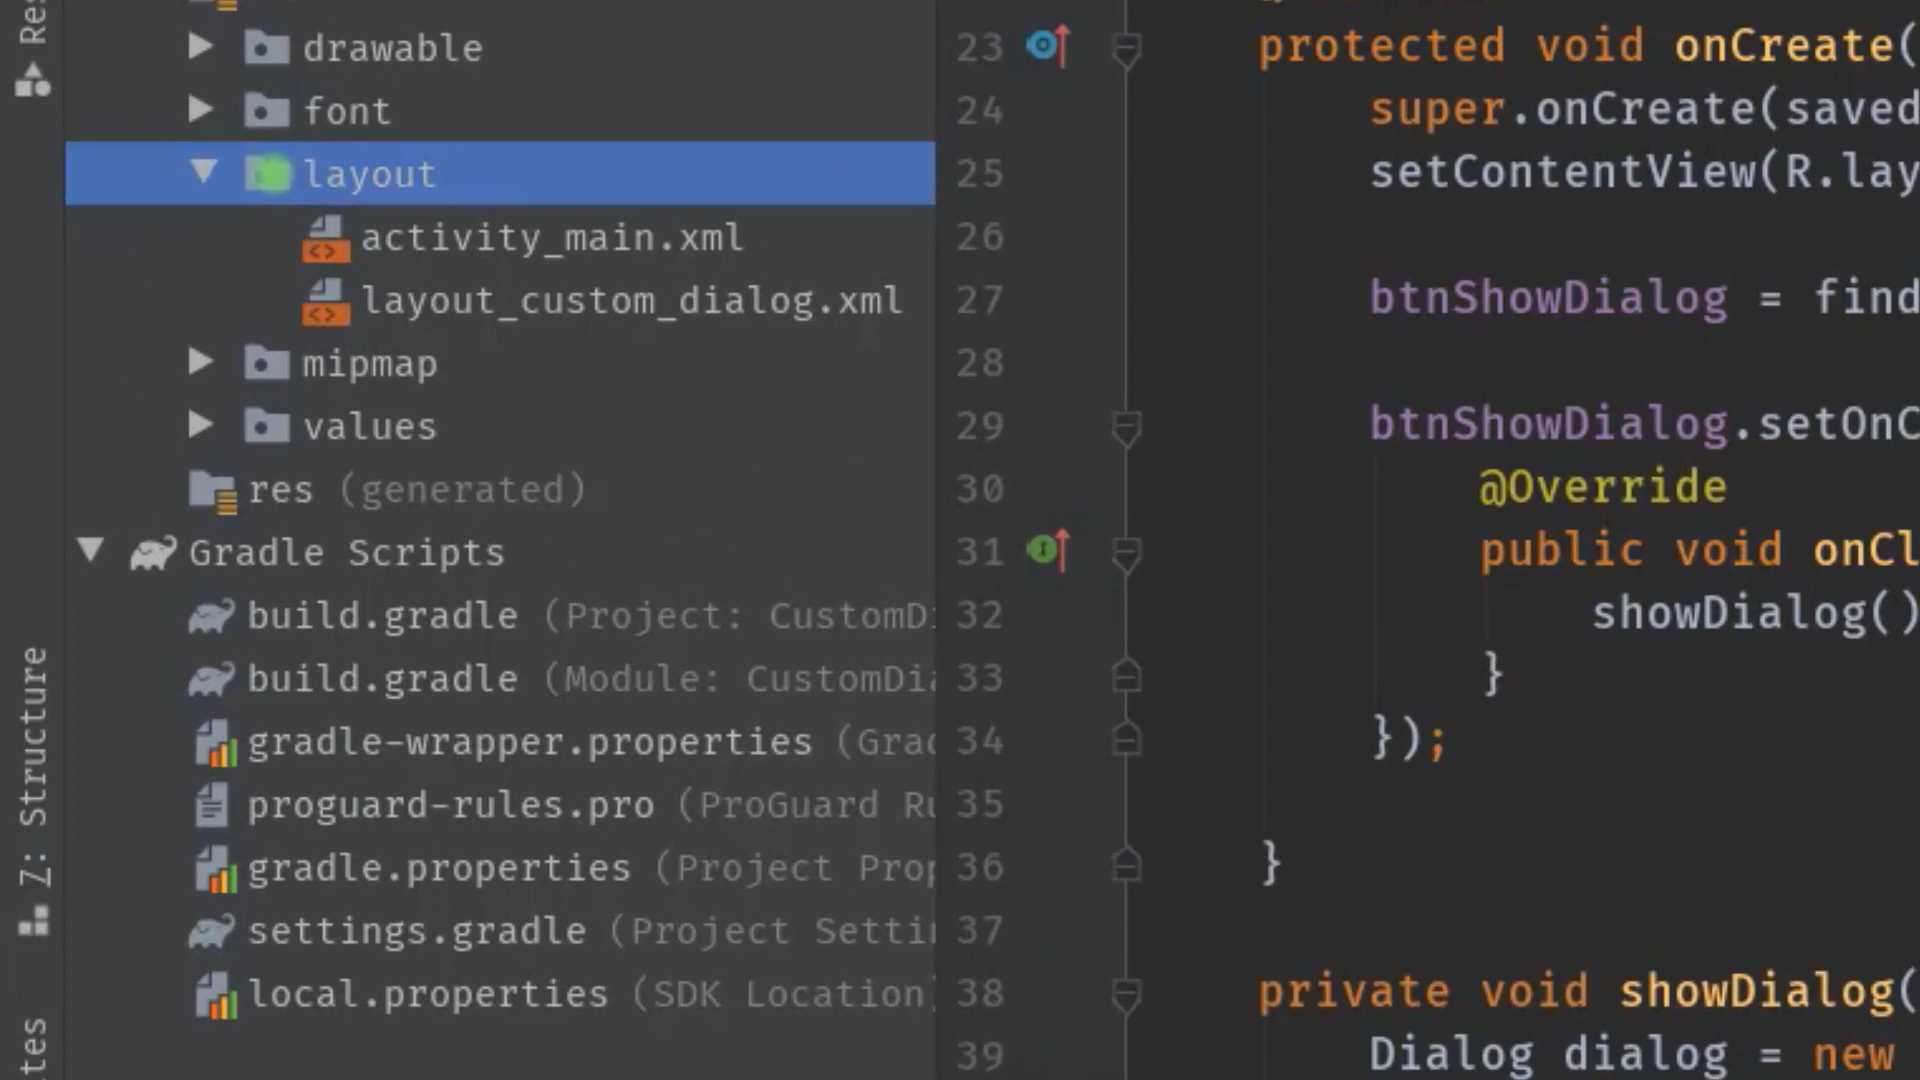 Res
drawable
font
layout
activity_main.xml
layout_custom_dialog.xml
mipmap
values
res (generated)
Gradle Scripts
build.gradle (Project: CustomD
build.gradle (Module: CustomDi
gradle-wrapper.properties (Grad
proguard-rules.pro (ProGuard Ru
gradle.properties (Project Prop
settings.gradle (Project Settin
local.properties (SDK Location)
Z: Structure
tes
23 protected void onCreate(
24 super.onCreate(saved
25 setContentView(R.lay
26
27 btnShowDialog = find
28
29 btnShowDialog.setOnC
30 @Override
31 public void onCl
32 showDialog()
33 }
34 });
35
36 }
37
38 private void showDialog(
39 Dialog dialog = new